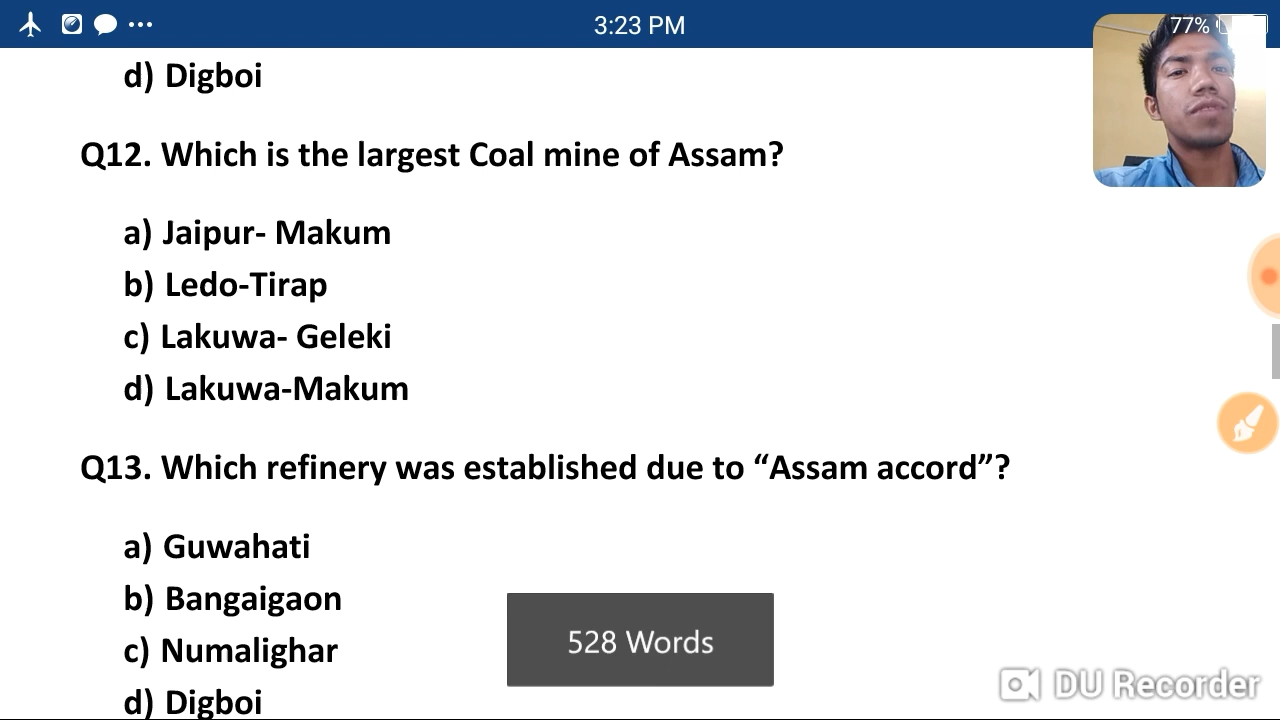 3:23 PM
77%
d) Digboi
Q12. Which is the largest Coal mine of Assam?
a) Jaipur- Makum
b) Ledo-Tirap
c) Lakuwa- Geleki
d) Lakuwa-Makum
Q13. Which refinery was established due to “Assam accord”?
a) Guwahati
b) Bangaigaon
c) Numalighar
d) Digboi
528 Words
DU Recorder